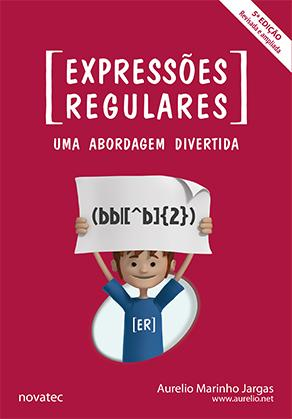 5ª EDIÇÃO
Revisada e ampliada
[EXPRESSÕES
REGULARES]
UMA ABORDAGEM DIVERTIDA
(bb|[^b]{2})
[ER]
Aurelio Marinho Jargas
www.aurelio.net
novatec